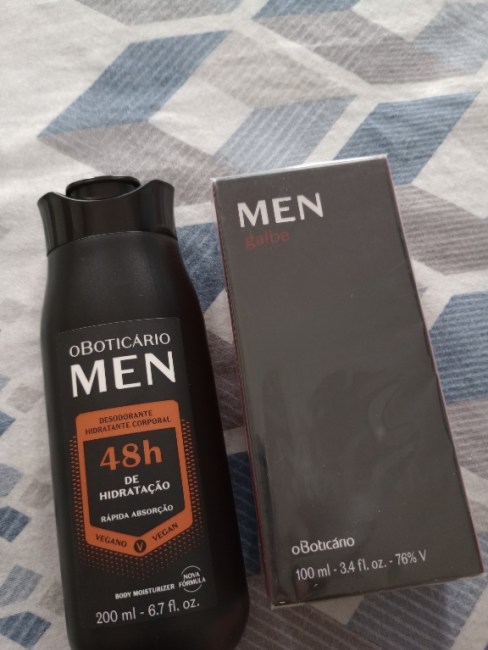 oBOTICÁRIO
MEN
DESODORANTE
HIDRATANTE CORPORAL
48h
DE
HIDRATAÇÃO
RÁPIDA ABSORÇÃO
VEGANO V VEGAN
BODY MOISTURIZER
NOVA
FÓRMULA
200 ml - 6.7 fl. oz.
MEN
galbe
oBoticário
100 ml - 3.4 fl. oz. - 76% V